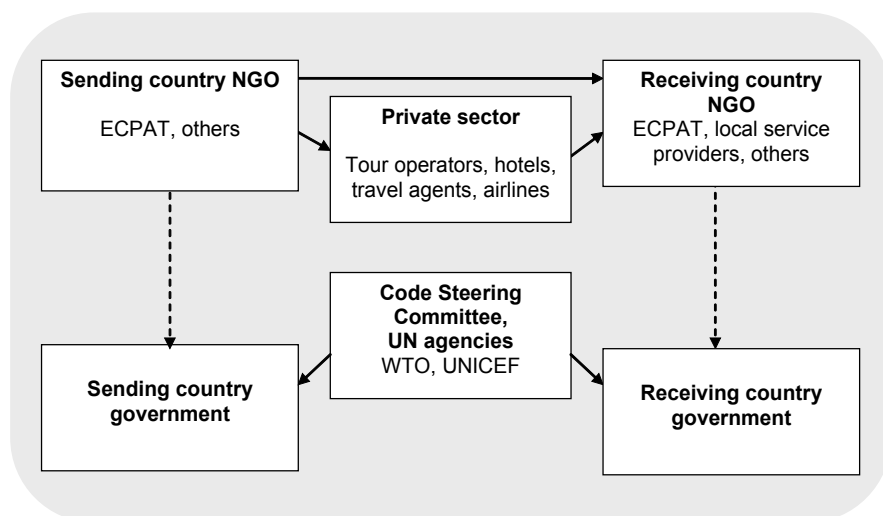 Sending country NGO
ECPAT, others
Private sector
Tour operators, hotels,
travel agents, airlines
Receiving country
NGO
ECPAT, local service
providers, others
Code Steering
Committee,
UN agencies
WTO, UNICEF
Sending country
government
Receiving country
government